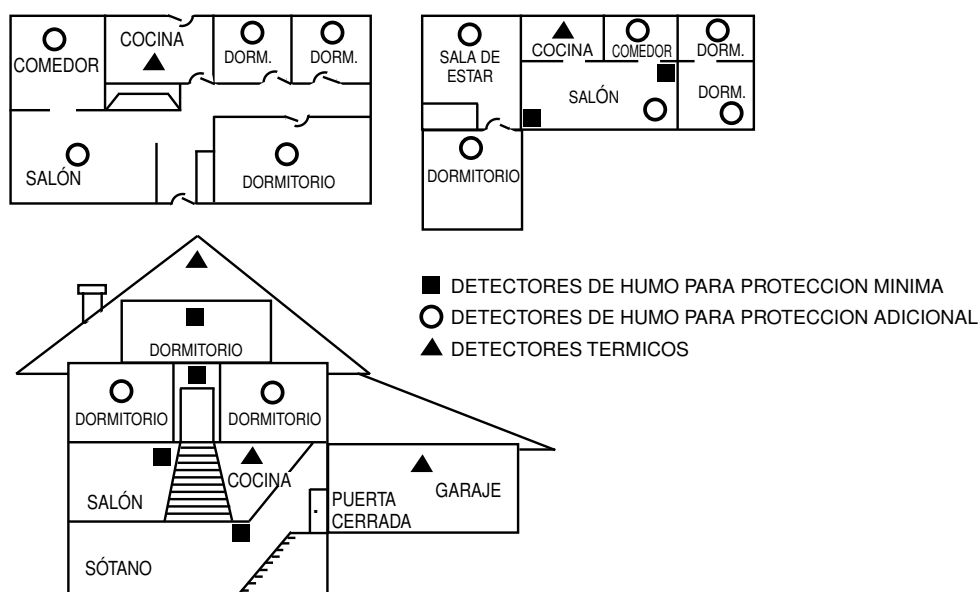 COMEDOR
COCINA
DORM.
DORM.
SALÓN
DORMITORIO
SALA DE
ESTAR
COCINA
COMEDOR
DORM.
SALÓN
DORM.
DORMITORIO
DETECTORES DE HUMO PARA PROTECCION MINIMA
DETECTORES DE HUMO PARA PROTECCION ADICIONAL
DETECTORES TERMICOS
DORMITORIO
DORMITORIO
DORMITORIO
SALÓN
COCINA
PUERTA
CERRADA
GARAJE
SÓTANO